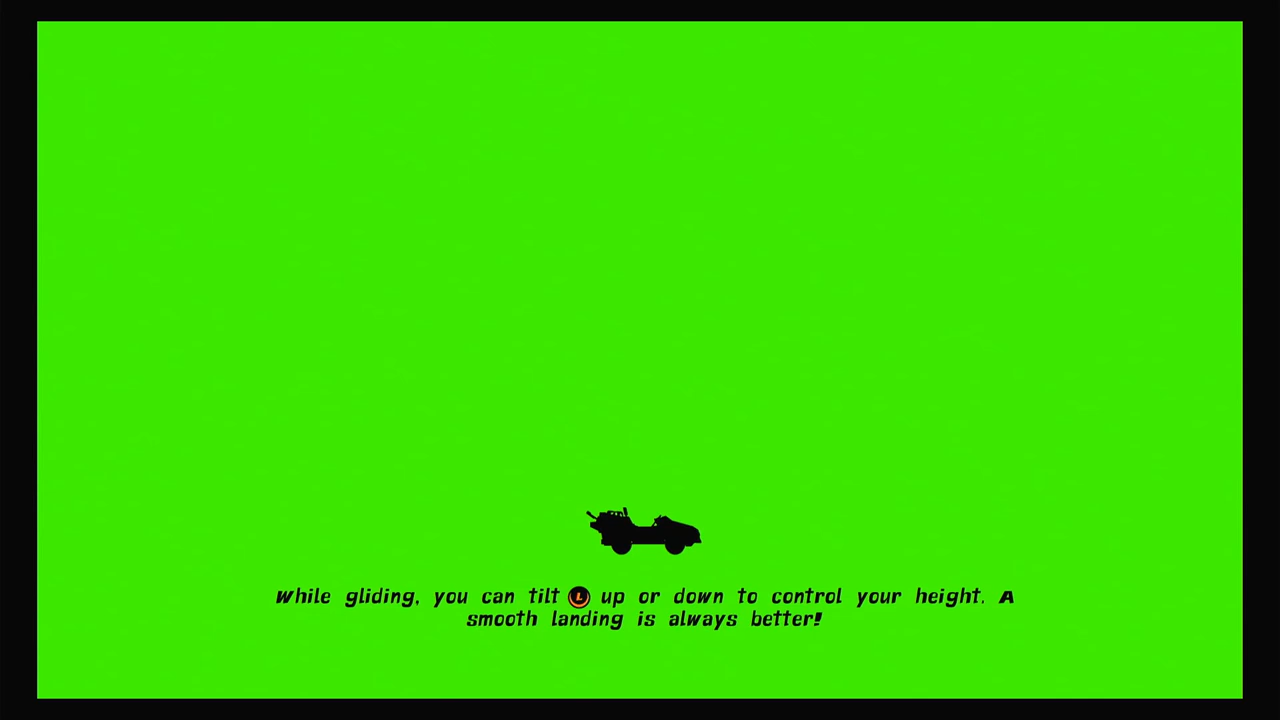 While gliding, you can tilt L up or down to control your height. A
smooth landing is always better!